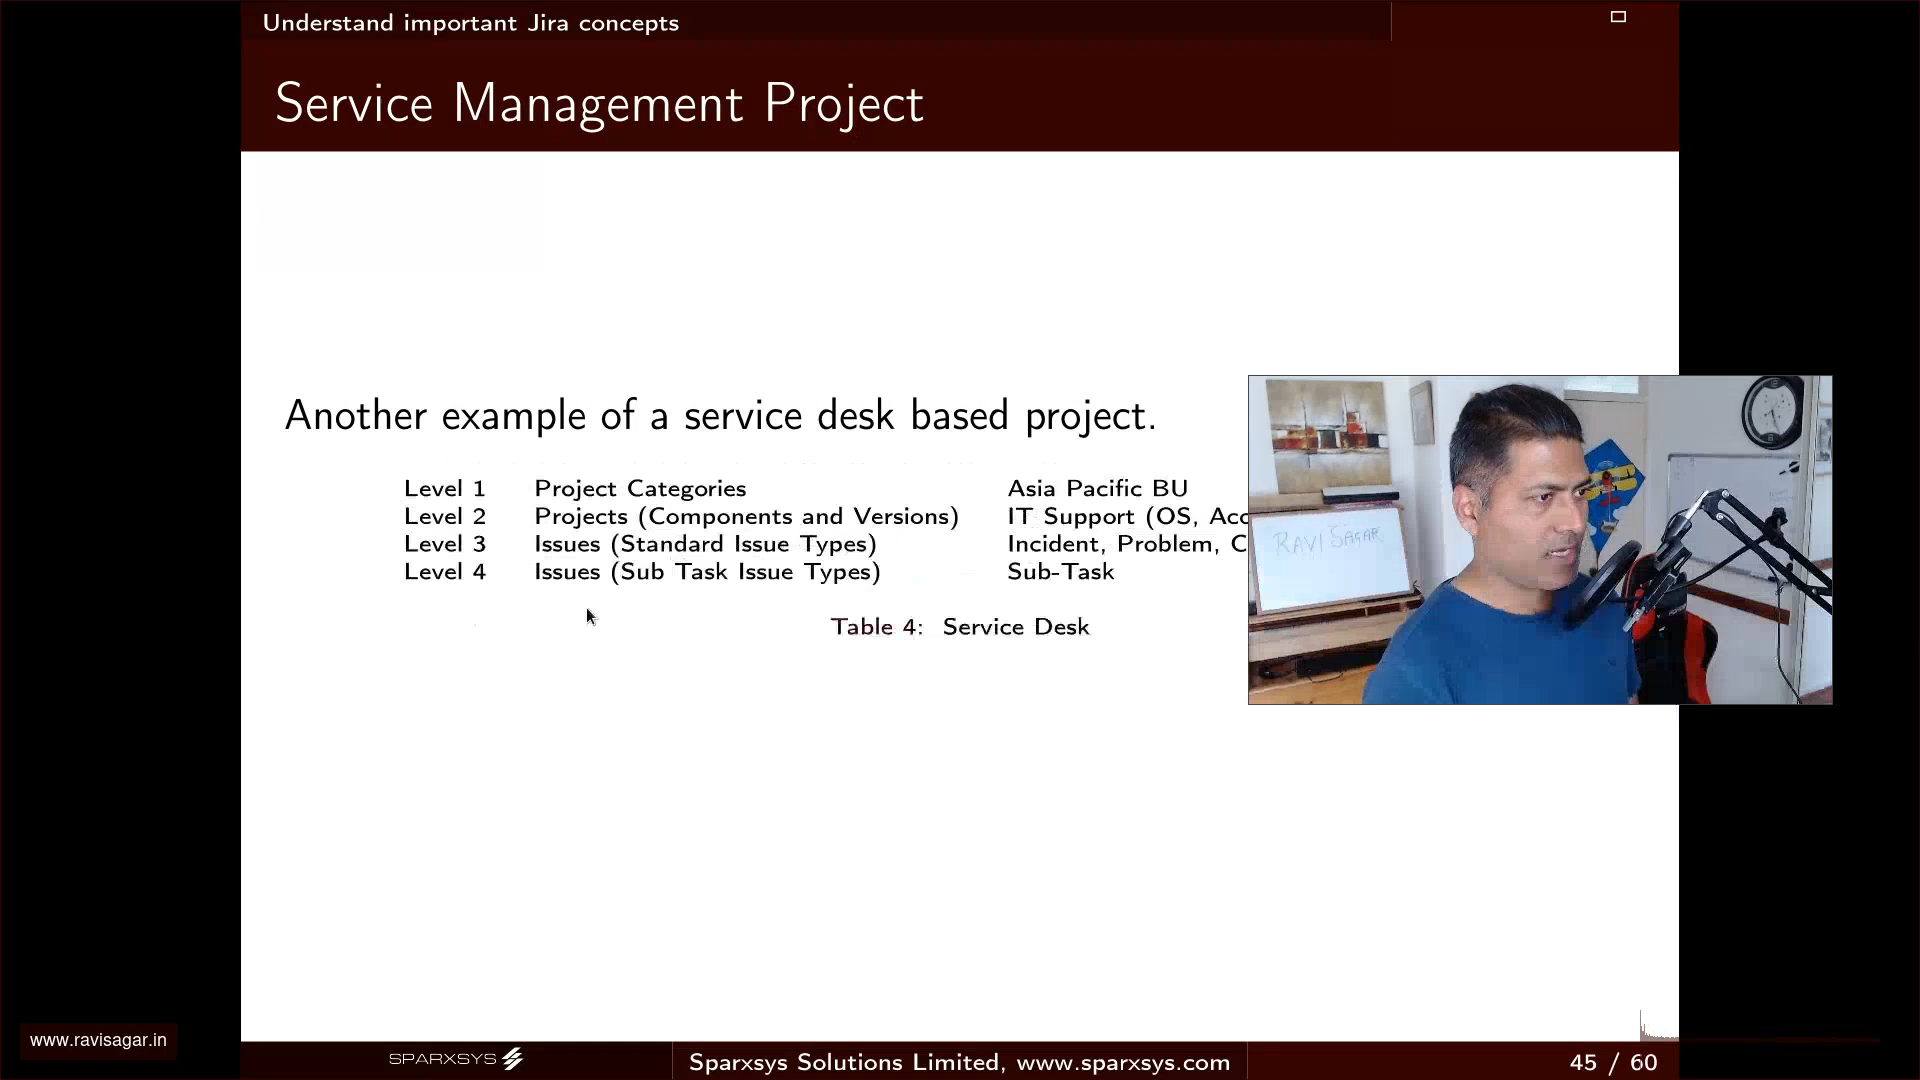 Understand important Jira concepts
Service Management Project
Another example of a service desk based project.
Level 1 Project Categories Asia Pacific BU
Level 2 Projects (Components and Versions) IT Support (OS,
Level 3 Issues (Standard Issue Types) Incident, Problem,
Level 4 Issues (Sub Task Issue Types) Sub-Task
Table 4: Service Desk
RAVI SAGAR
www.ravisagar.in
SPARXSYS
Sparxsys Solutions Limited, www.sparxsys.com
45 / 60